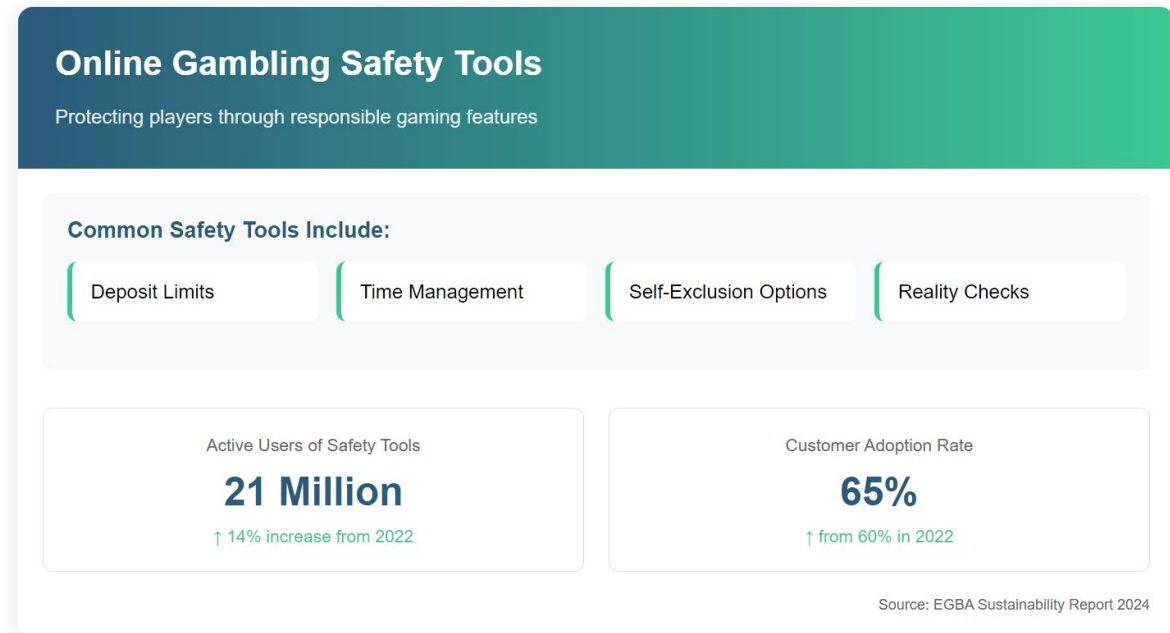 Online Gambling Safety Tools
Protecting players through responsible gaming features
Common Safety Tools Include:
Deposit Limits
Time Management
Self-Exclusion Options
Reality Checks
Active Users of Safety Tools
21 Million
↑ 14% increase from 2022
Customer Adoption Rate
65%
↑ from 60% in 2022
Source: EGBA Sustainability Report 2024